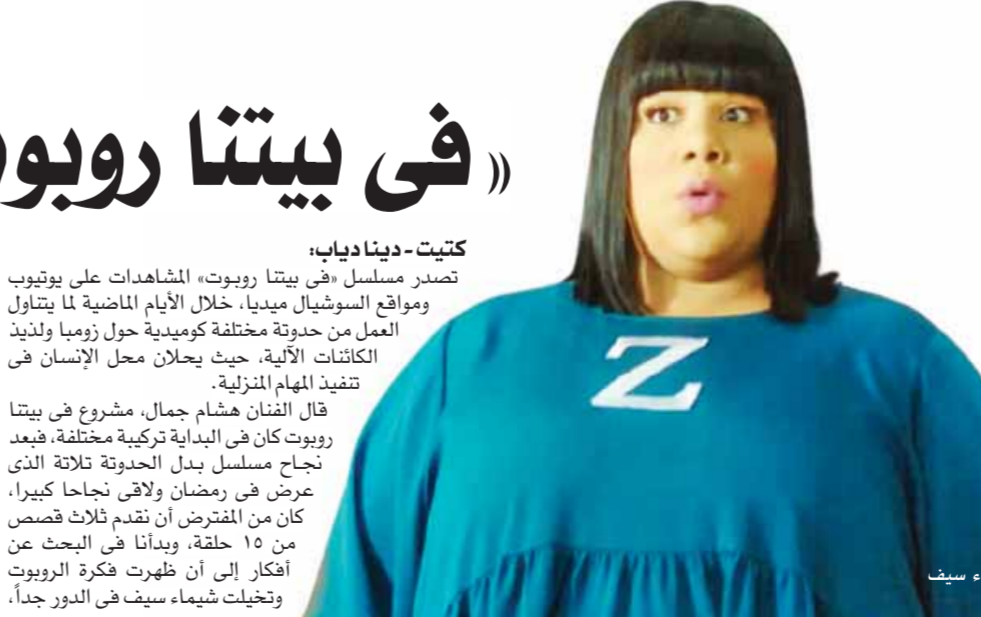 « فى بيتنا روبو
كتبت - دينا دياب:
تصدر مسلسل «فى بيتنا روبوت» المشاهدات على يوتيوب
ومواقع السوشيال ميديا، خلال الأيام الماضية لما يتناول
العمل من حدوتة مختلفة كوميدية حول زومبا ولذيذ
الكائنات الآلية، حيث يحلان محل الإنسان فى
تنفيذ المهام المنزلية.
قال الفنان هشام جمال، مشروع فى بيتنا
روبوت كان فى البداية تركيبة مختلفة، فبعد
نجاح مسلسل بدل الحدوتة تلاتة الذى
عرض فى رمضان ولاقى نجاحا كبيرا،
كان من المفترض أن نقدم ثلاث قصص
من ١٥ حلقة، وبدأنا فى البحث عن
أفكار إلى أن ظهرت فكرة الروبوت
وتخيلت شيماء سيف فى الدور جداً،
Z
ء سيف